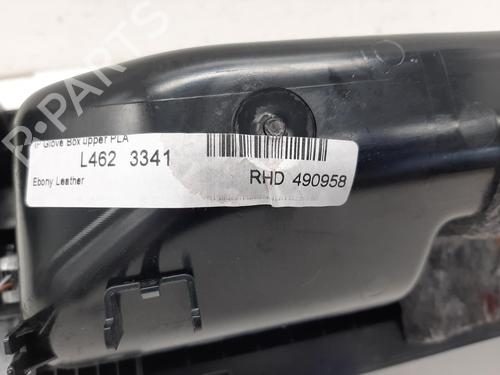 IP Glove Box upper PLA
L462 3341
Ebony Leather
RHD 490958
B-PARTS